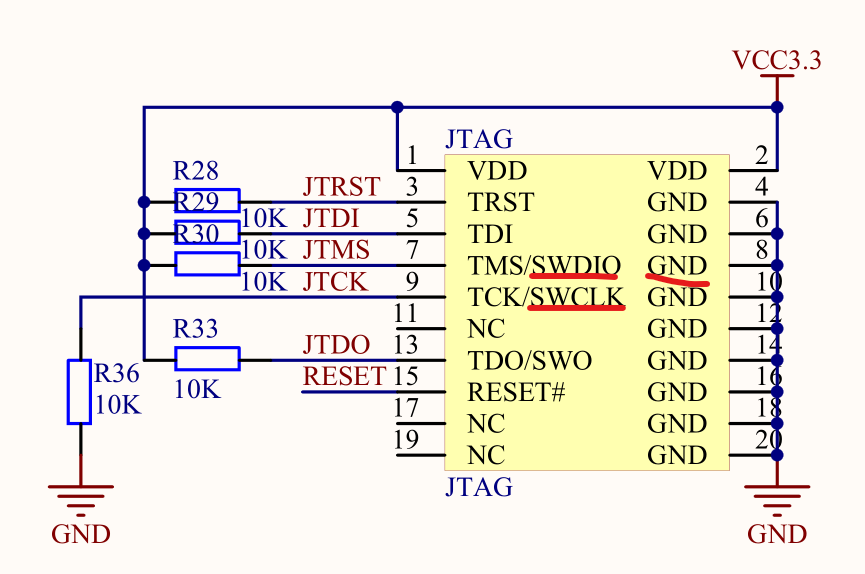 VCC3.3
JTAG
1 VDD VDD 2
R28
JTRST 3 TRST GND 4
R29 10K JTDI 5 TDI GND 6
R30 10K JTMS 7 TMS/SWDIO GND 8
10K JTCK 9 TCK/SWCLK GND 10
11 NC GND 12
R33 JTDO 13 TDO/SWO GND 14
R36 10K RESET 15 RESET# GND 16
10K 17 NC GND 18
19 NC GND 20
JTAG
GND GND